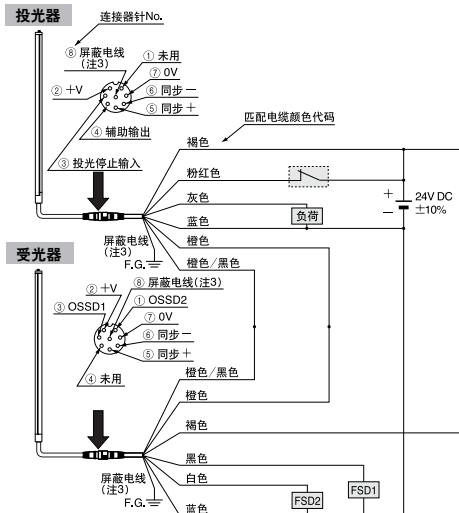 投光器
连接器针No.
⑧ 屏蔽电线
(注3)
① 未用
⑦ 0V
② +V
⑥ 同步－
⑤ 同步＋
④ 辅助输出
③ 投光停止输入
匹配电缆颜色代码
褐色
粉红色
灰色
负荷
蓝色
＋
－
24V DC
±10%
橙色
屏蔽电线
(注3)
F.G.
橙色／黑色
受光器
② +V
⑧ 屏蔽电线(注3)
③ OSSD1
① OSSD2
⑦ 0V
⑥ 同步－
⑤ 同步＋
④ 未用
橙色／黑色
橙色
褐色
黑色
屏蔽电线
(注3)
F.G.
白色
FSD1
FSD2
蓝色